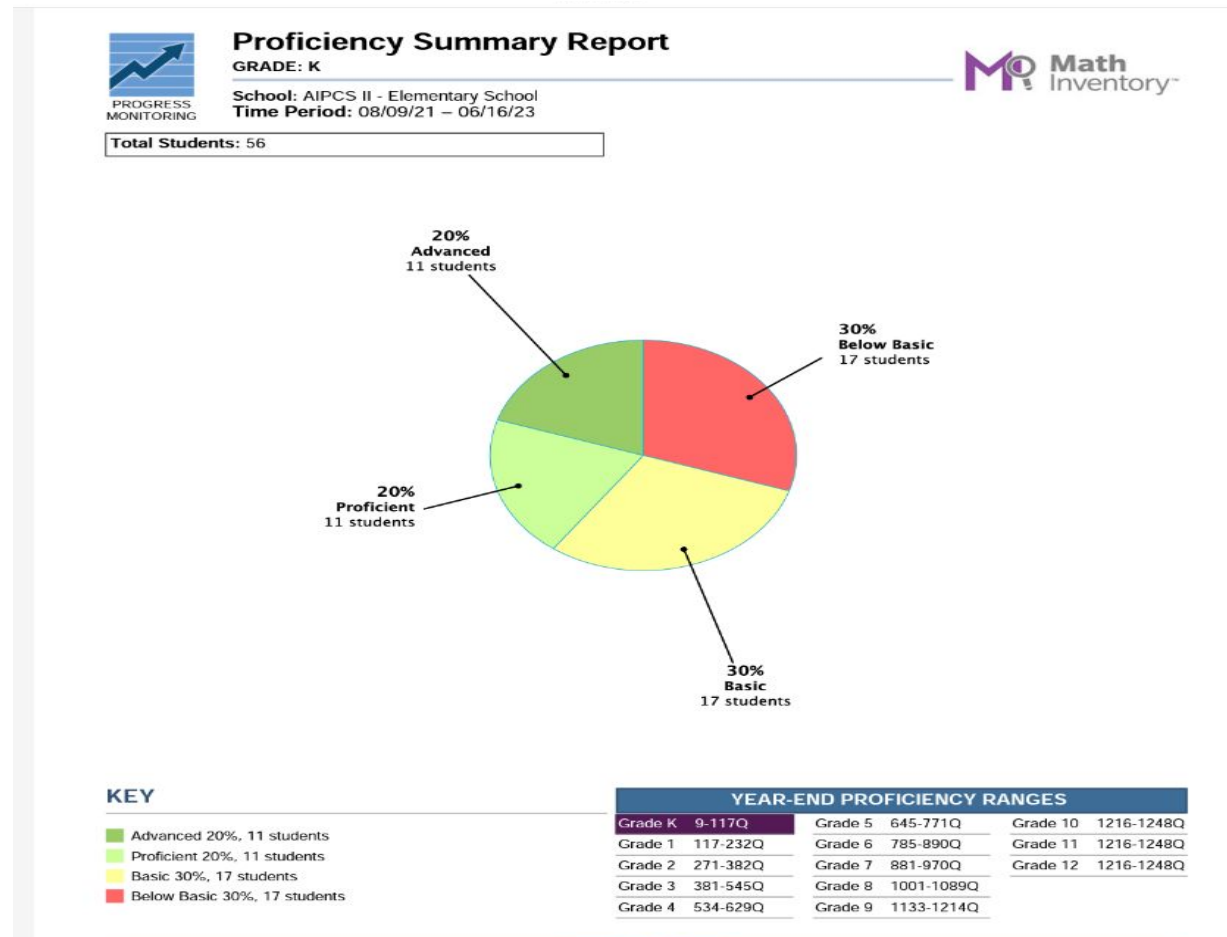 Proficiency Summary Report
GRADE: K
PROGRESS
MONITORING
School: AIPCS II - Elementary School
Time Period: 08/09/21 – 06/16/23
Math
Inventory™
Total Students: 56
20%
Advanced
11 students
30%
Below Basic
17 students
20%
Proficient
11 students
30%
Basic
17 students
KEY
Advanced 20%, 11 students
Proficient 20%, 11 students
Basic 30%, 17 students
Below Basic 30%, 17 students
YEAR-END PROFICIENCY RANGES
Grade K 9-117Q Grade 5 645-771Q Grade 10 1216-1248Q
Grade 1 117-232Q Grade 6 785-890Q Grade 11 1216-1248Q
Grade 2 271-382Q Grade 7 881-970Q Grade 12 1216-1248Q
Grade 3 381-545Q Grade 8 1001-1089Q
Grade 4 534-629Q Grade 9 1133-1214Q